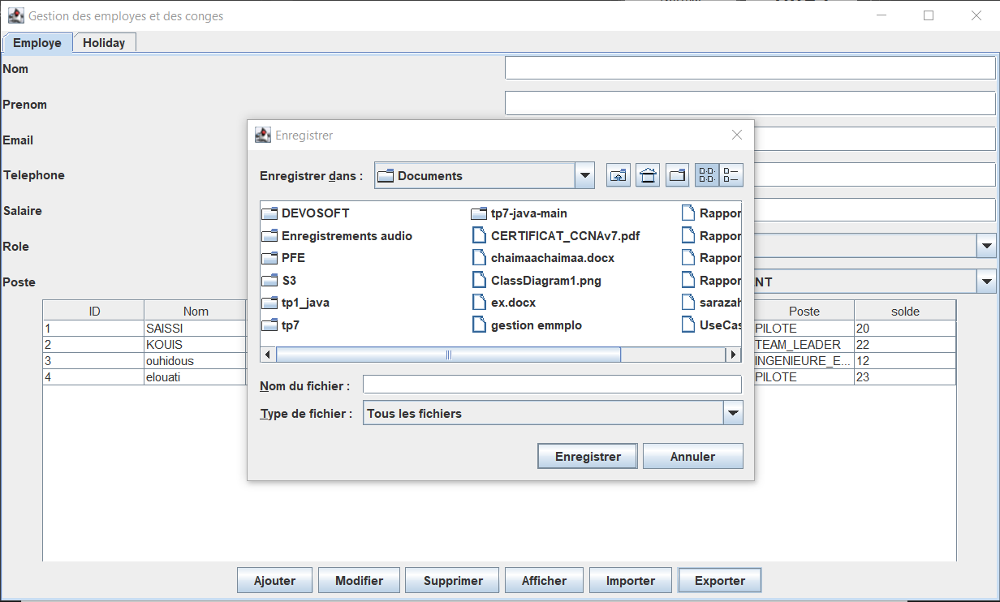 Gestion des employes et des conges
Employe Holiday
Nom
Prenom
Email
Telephone
Salaire
Role
Poste
NT
Enregistrer
Enregistrer dans : Documents
DEVOSOFT
Enregistrements audio
PFE
S3
tp1_java
tp7
tp7-java-main
CERTIFICAT_CCNAv7.pdf
chaimaachaimaa.docx
ClassDiagram1.png
ex.docx
gestion emmplo
Rappor
Rappor
Rappor
Rappor
sarazah
UseCas
Nom du fichier :
Type de fichier : Tous les fichiers
Enregistrer Annuler
ID Nom Poste solde
1 SAISSI PILOTE 20
2 KOUIS TEAM_LEADER 22
3 ouhidous INGENIEURE_E... 12
4 elouati PILOTE 23
Ajouter Modifier Supprimer Afficher Importer Exporter